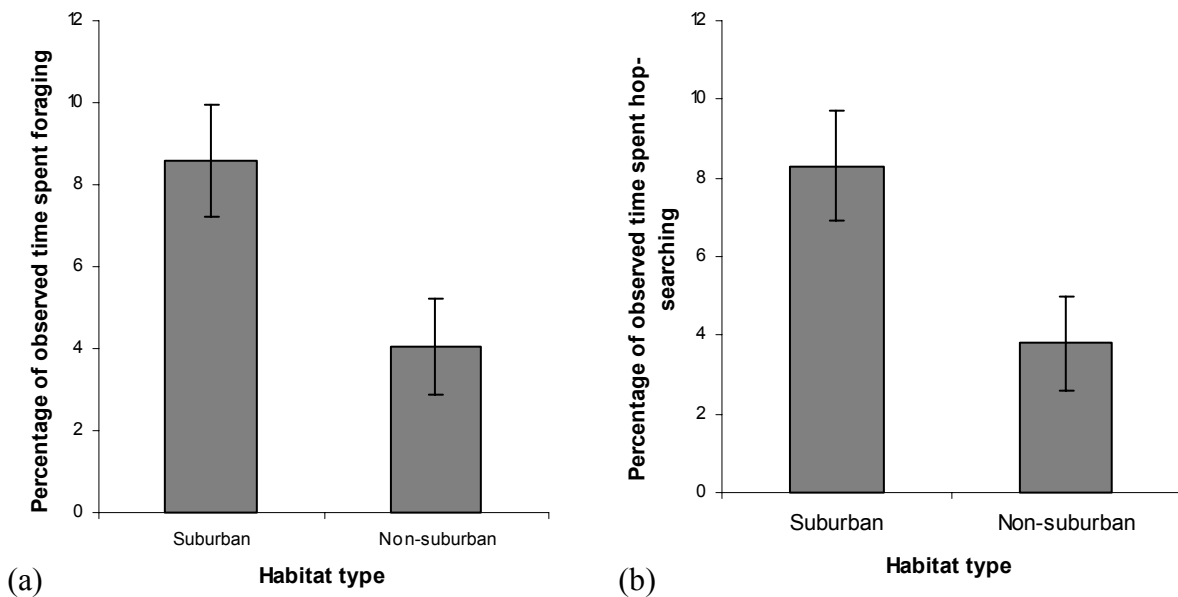 Percentage of observed time spent foraging
12
10
8
6
4
2
0
Suburban Non-suburban
Habitat type
(a)
Percentage of observed time spent hop-
searching
12
10
8
6
4
2
0
Suburban Non-suburban
Habitat type
(b)